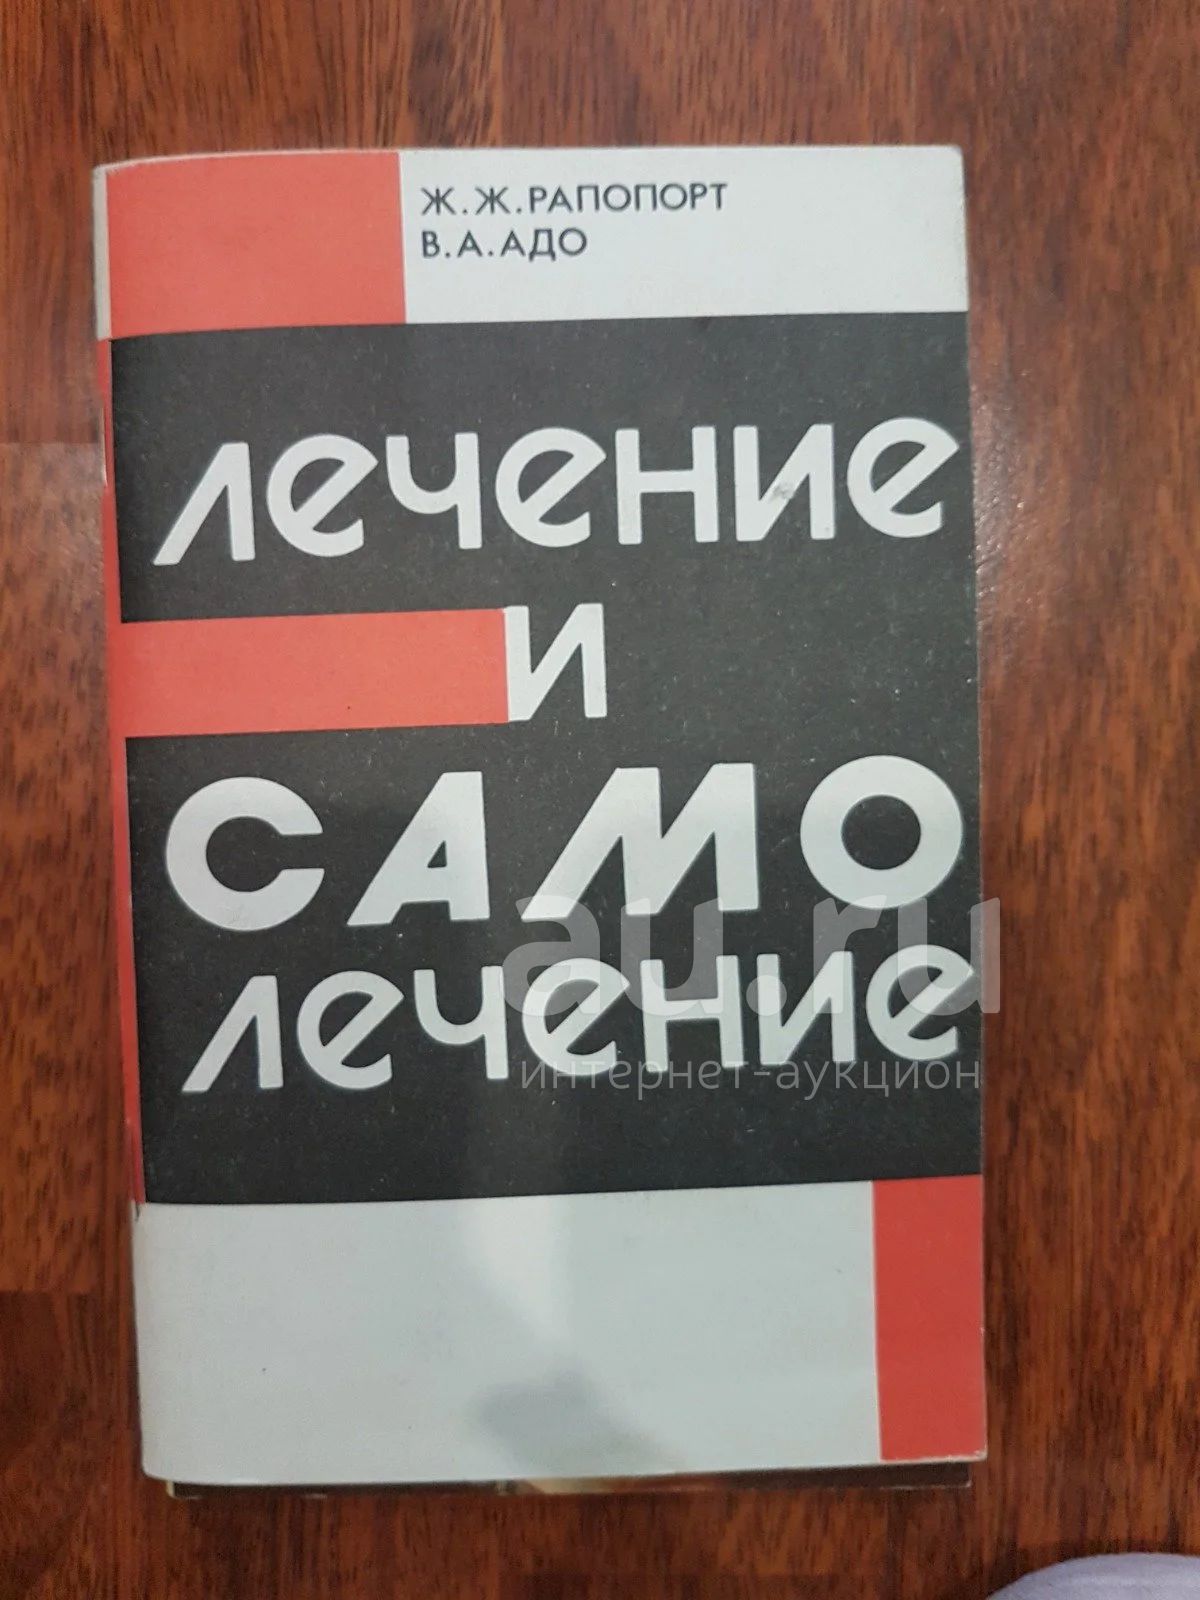 Ж.Ж.РАПОПОРТ
В.А.АДО
лечение
и
САМО
лечение
au.ru
интернет-аукцион